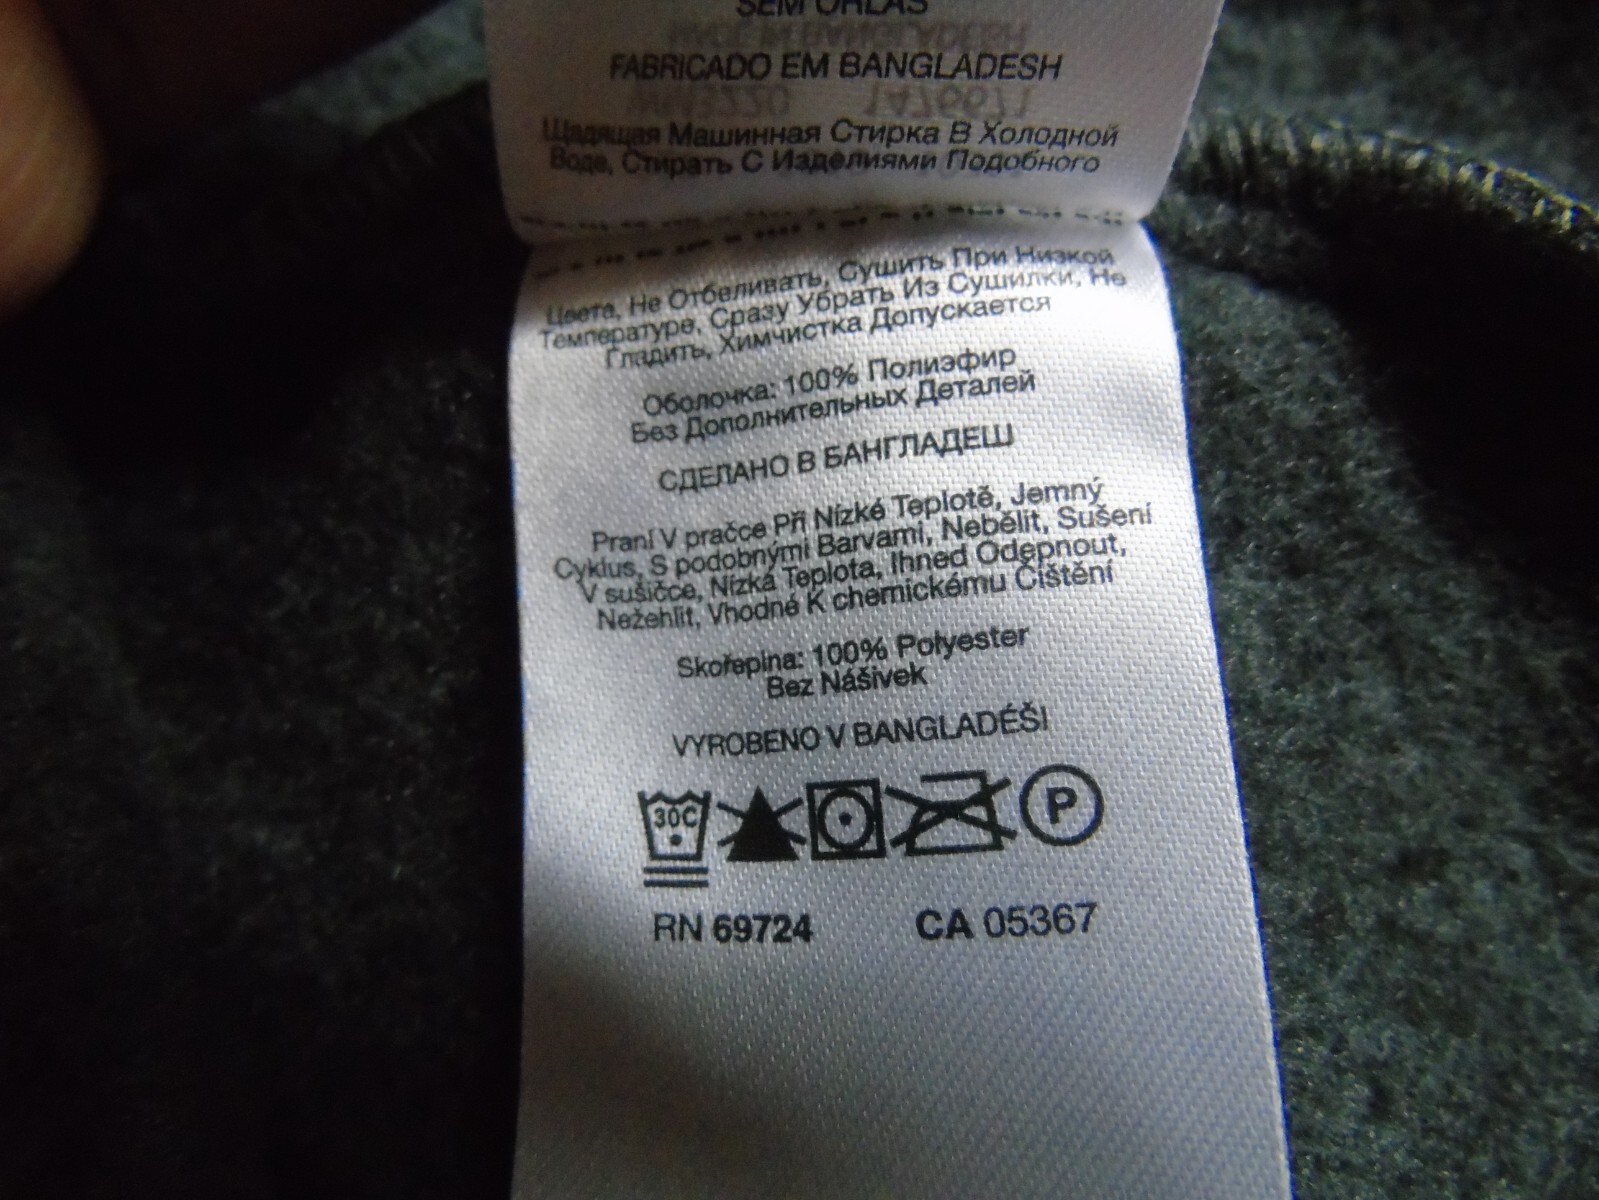 SEM ORLAS
FABRICADO EM BANGLADESH
Щадящая Машинная Стирка В Холодной
Воде, Стирать С Изделиями Подобного
Цвета, Не Отбеливать, Сушить При Низкой
Температуре, Сразу Убрать Из Сушилки, Не
Гладить, Химчистка Допускается
Оболочка: 100% Полиэфир
Без Дополнительных Деталей
СДЕЛАНО В БАНГЛАДЕШ
Praní V pračce Při Nízké Teplotě, Jemný
Cyklus, S podobnými Barvami, Nebělit, Sušení
V sušičce, Nízká Teplota, Ihned Odepnout,
Nežehlit, Vhodné K chemickému Čištění
Skořepina: 100% Polyester
Bez Nášivek
VYROBENO V BANGLADÉŠI
30C P
RN 69724 CA 05367